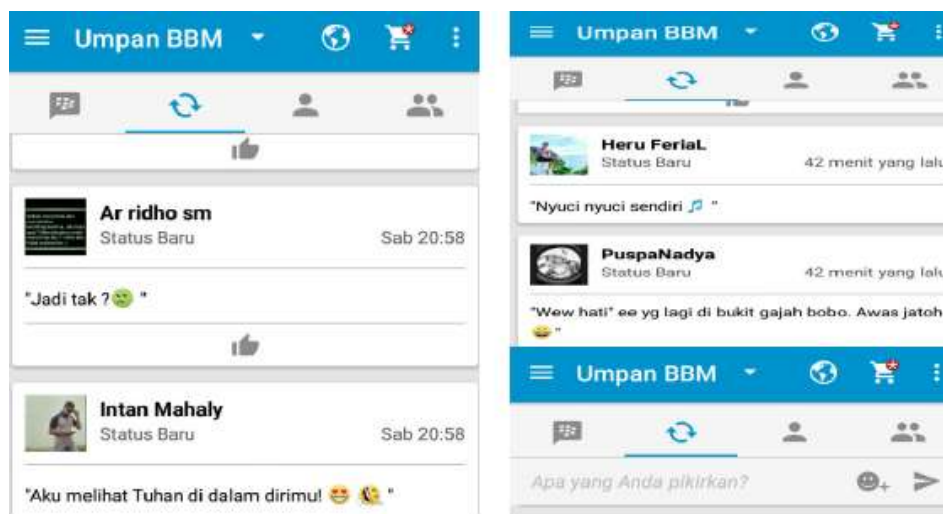 Umpan BBM
Ar ridho sm
Status Baru
Sab 20:58
"Jadi tak ?🤢 "
Intan Mahaly
Status Baru
Sab 20:58
"Aku melihat Tuhan di dalam dirimu! 😍 "
Umpan BBM
Heru FeriaL
Status Baru
42 menit yang lalu
"Nyuci nyuci sendiri 🎵 "
PuspaNadya
Status Baru
42 menit yang lalu
"Wew hati" ee yg lagi di bukit gajah bobo. Awas jatoh
😄 "
Umpan BBM
Apa yang Anda pikirkan?